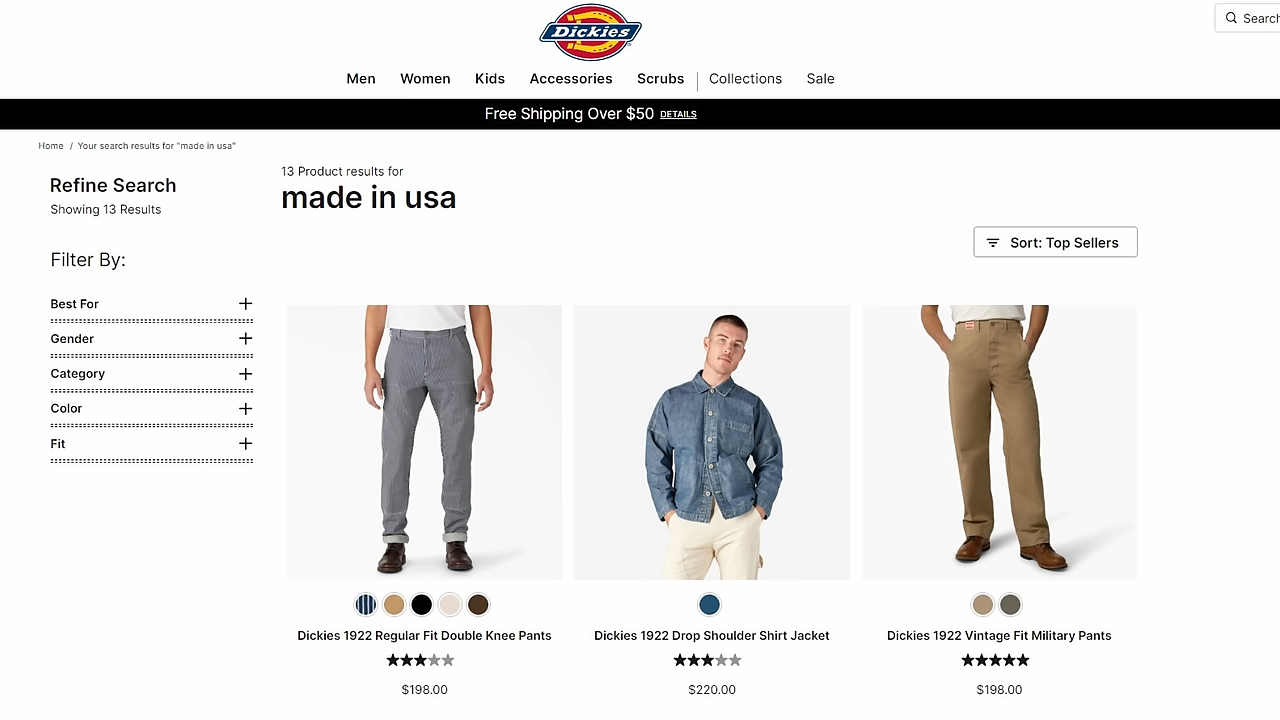 Dickies
Search
Men Women Kids Accessories Scrubs Collections Sale
Free Shipping Over $50 DETAILS
Home / Your search results for "made in usa"
Refine Search
Showing 13 Results
Filter By:
Best For
Gender
Category
Color
Fit
13 Product results for
made in usa
Sort: Top Sellers
Dickies 1922 Regular Fit Double Knee Pants
$198.00
Dickies 1922 Drop Shoulder Shirt Jacket
$220.00
Dickies 1922 Vintage Fit Military Pants
$198.00